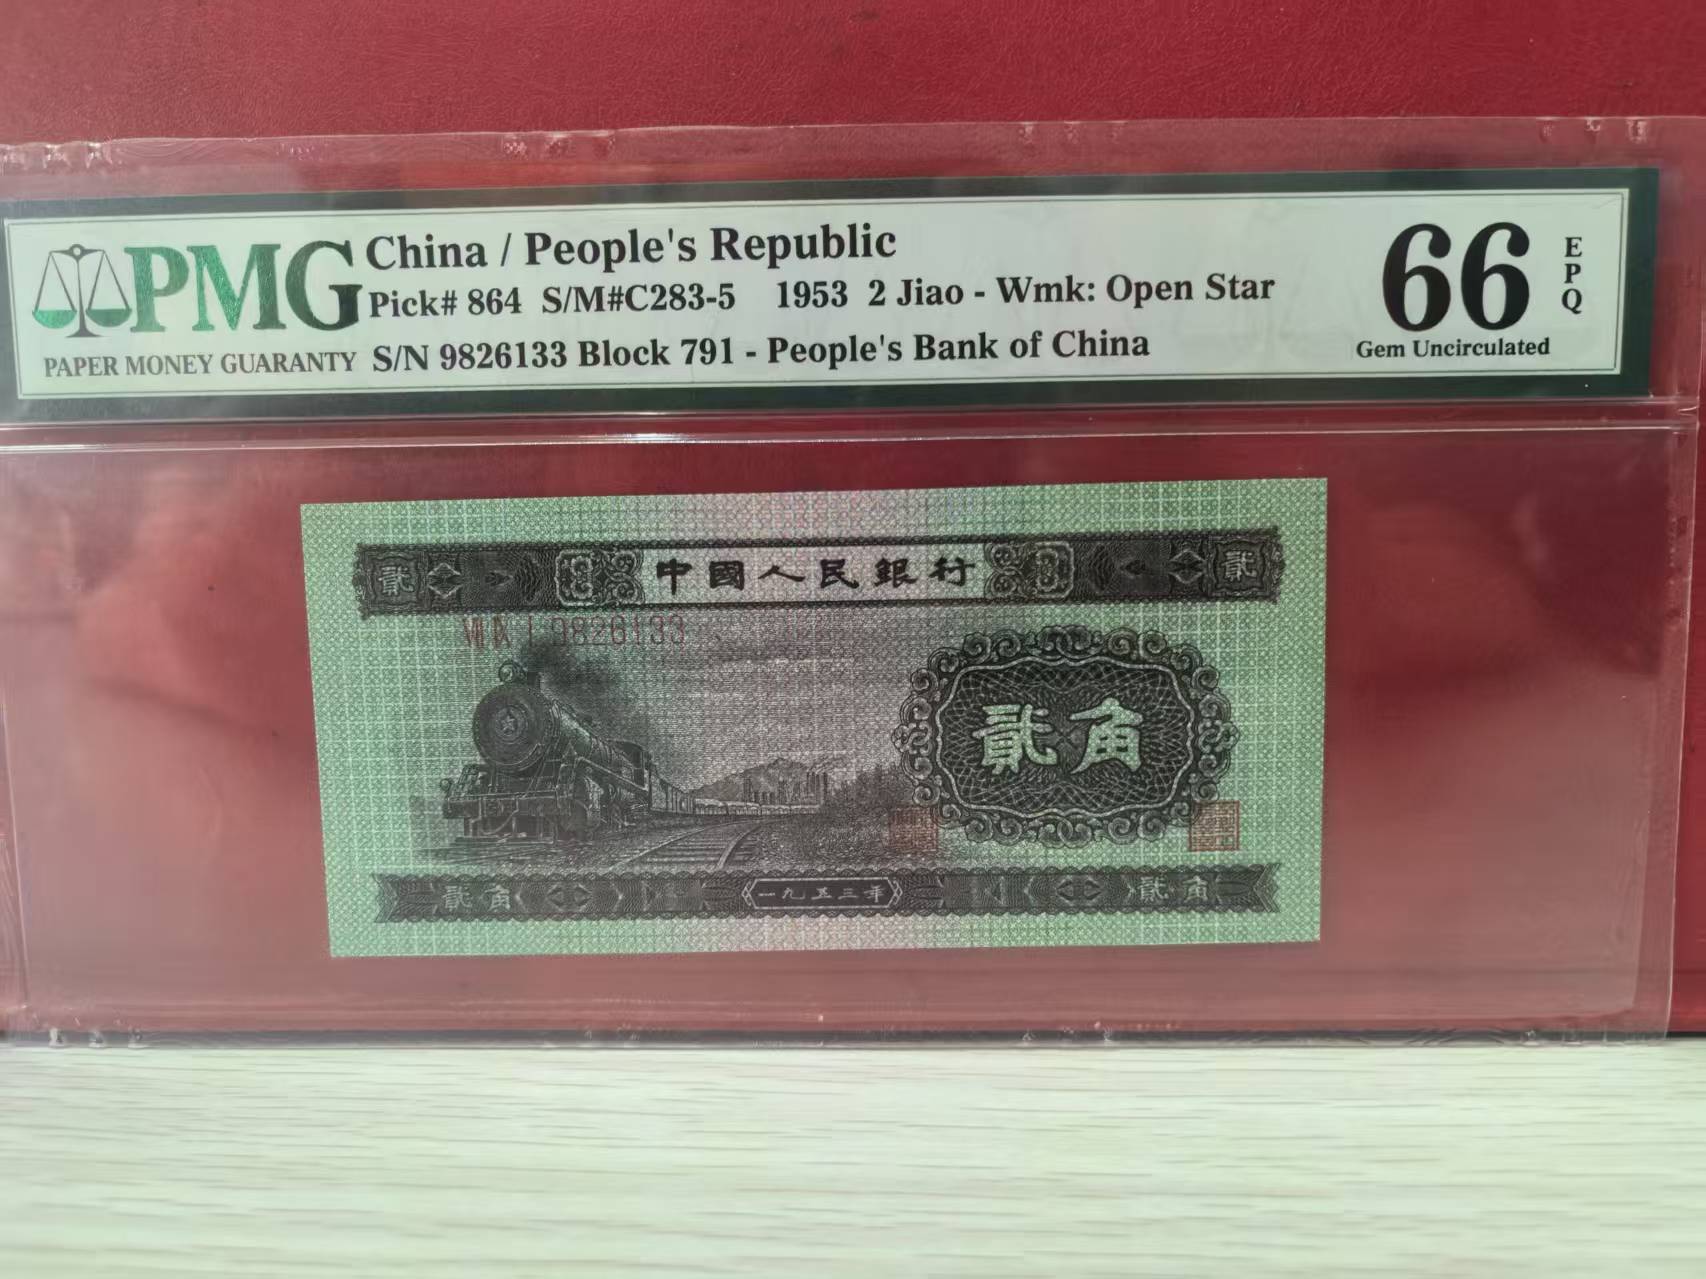 PMG
PAPER MONEY GUARANTY
China / People's Republic
Pick# 864 S/M#C283-5 1953 2 Jiao - Wmk: Open Star
S/N 9826133 Block 791 - People's Bank of China
66
EPQ
Gem Uncirculated
貳 中國人民銀行 貳
VII IX I 9826133
貳角
貳角 一九五三年 貳角